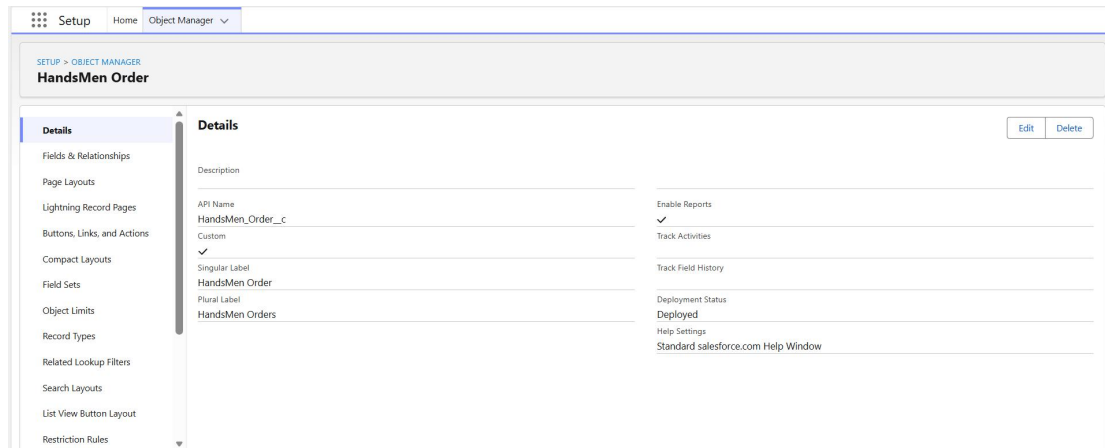 Setup Home Object Manager
SETUP > OBJECT MANAGER
HandsMen Order
Details
Fields & Relationships
Page Layouts
Lightning Record Pages
Buttons, Links, and Actions
Compact Layouts
Field Sets
Object Limits
Record Types
Related Lookup Filters
Search Layouts
List View Button Layout
Restriction Rules
Details
Edit Delete
Description
API Name
HandsMen_Order__c
Custom
Singular Label
HandsMen Order
Plural Label
HandsMen Orders
Enable Reports
Track Activities
Track Field History
Deployment Status
Deployed
Help Settings
Standard salesforce.com Help Window